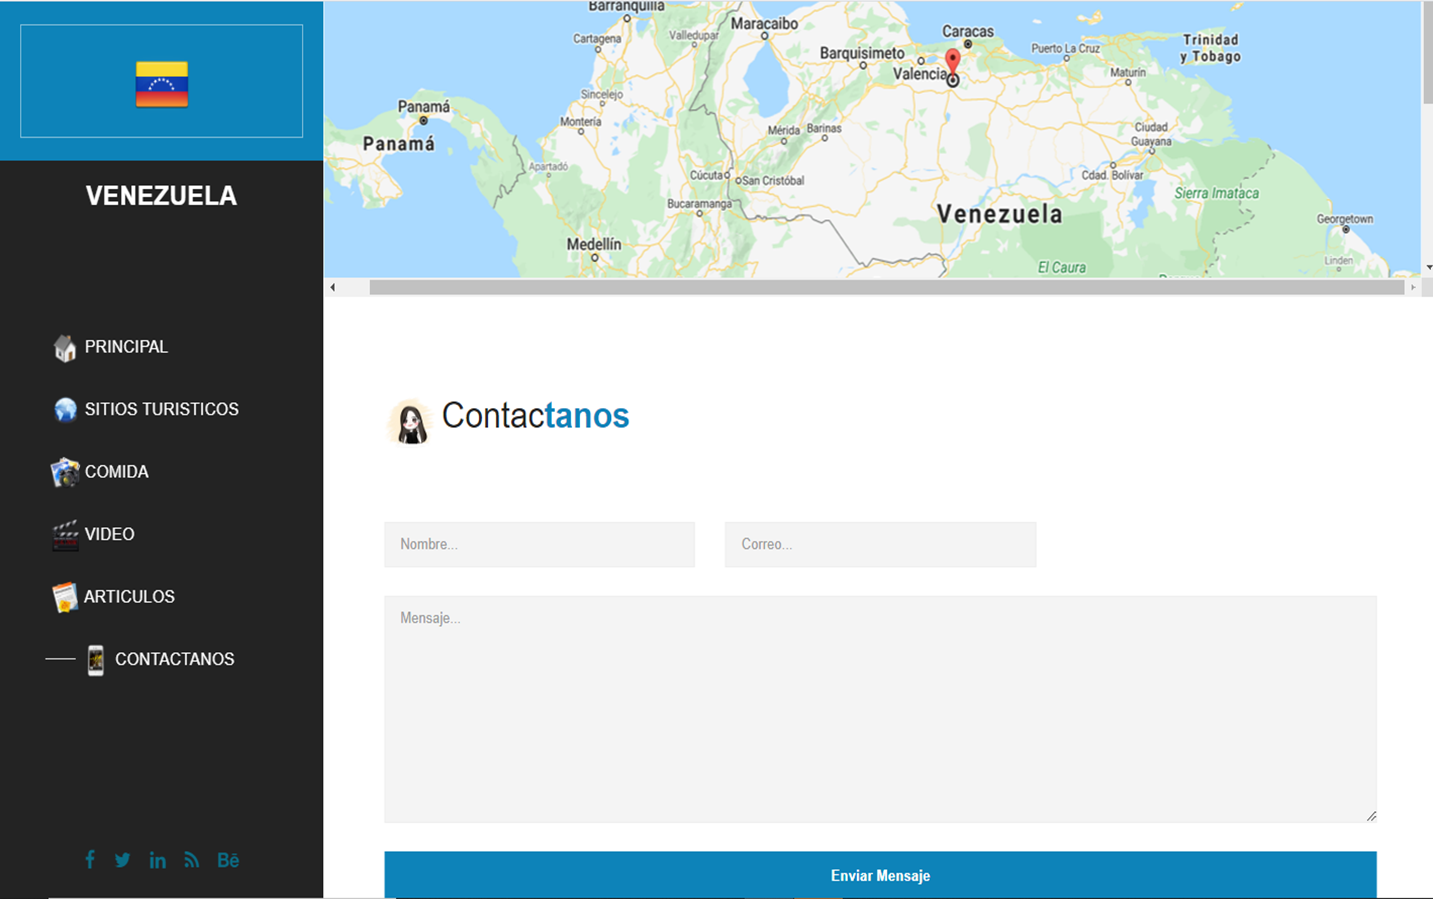 VENEZUELA
PRINCIPAL
SITIOS TURISTICOS
COMIDA
VIDEO
ARTICULOS
CONTACTANOS
Bē
Barranquilla
Cartagena
Valledupar
Maracaibo
Caracas
Puerto La Cruz
Trinidad
y Tobago
Barquisimeto
Valencia
Maturín
Sincelejo
Panamá
Panamá
Montería
Mérida
Barinas
Ciudad
Guayana
Apartadó
Cúcuta
San Cristóbal
Cdad. Bolívar
Sierra Imataca
Bucaramanga
Venezuela
Georgetown
Medellín
El Caura
Linden
Contactanos
Nombre...
Correo...
Mensaje...
Enviar Mensaje